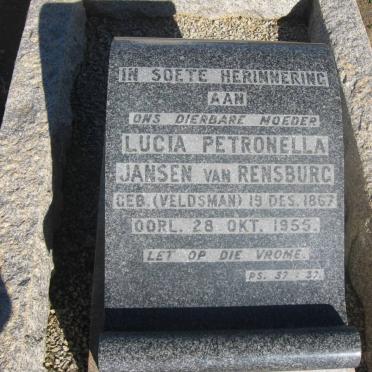 IN SOETE HERINNERING
AAN
ONS DIERBARE MOEDER
LUCIA PETRONELLA
JANSEN VAN RENSBURG
GEB. (VELDSMAN) 19 DES. 1867
OORL. 28 OKT. 1955.
LET OP DIE VROME.
PS. 37 : 37.